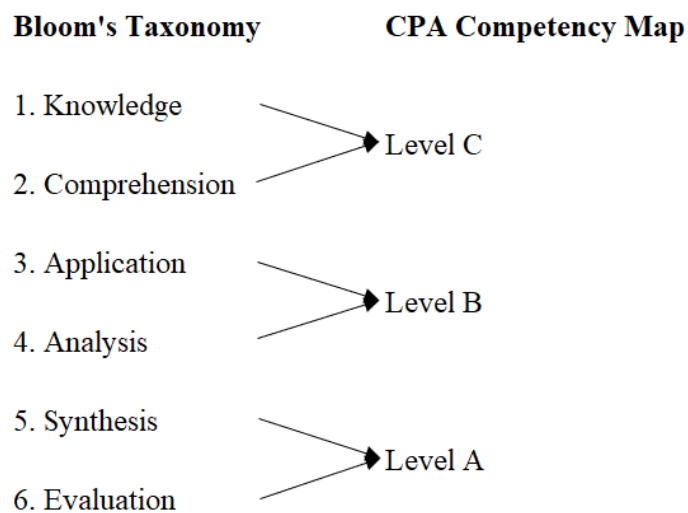 Bloom's Taxonomy CPA Competency Map
1. Knowledge
Level C
2. Comprehension
3. Application
Level B
4. Analysis
5. Synthesis
Level A
6. Evaluation